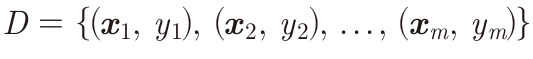 D = {(𝒙₁, y₁), (𝒙₂, y₂), ..., (𝒙ₘ, yₘ)}